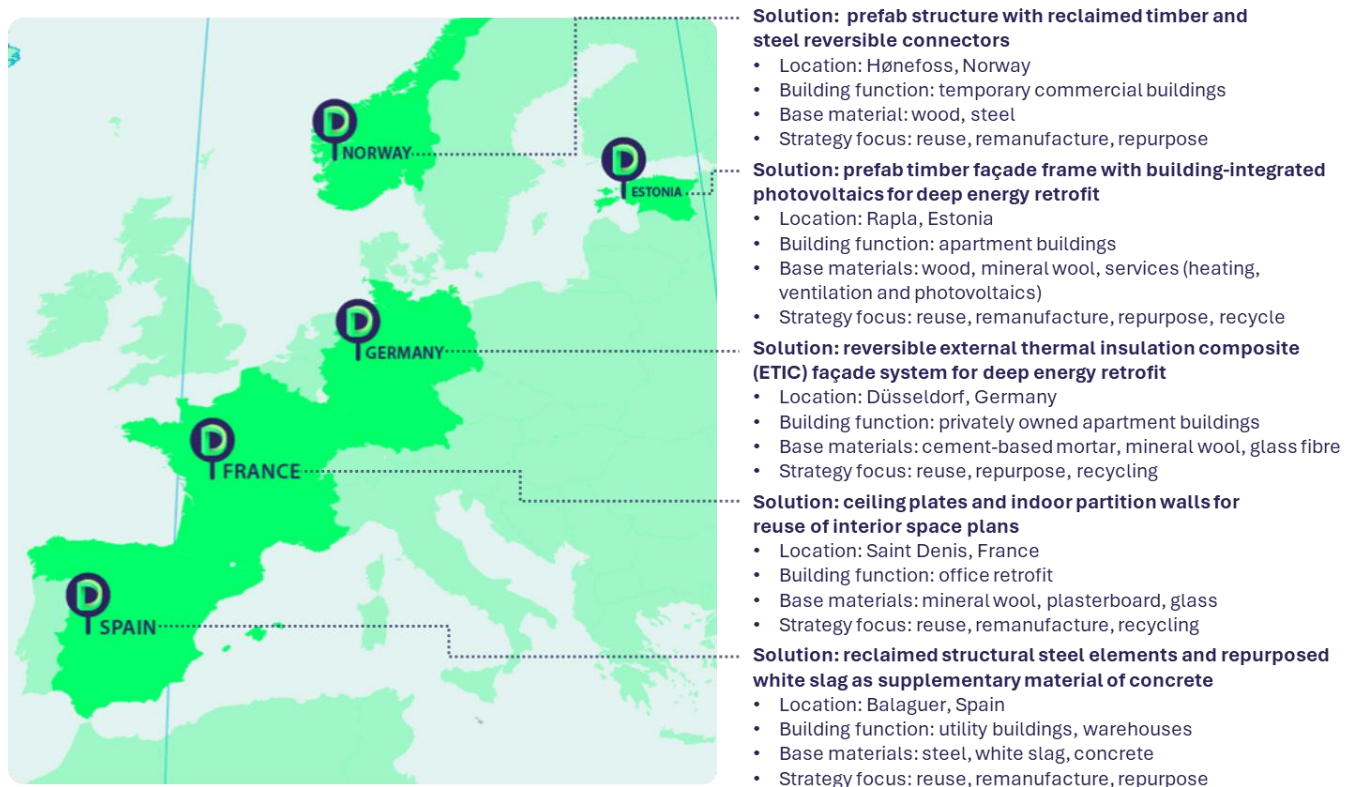 NORWAY
ESTONIA
GERMANY
FRANCE
SPAIN
Solution: prefab structure with reclaimed timber and
steel reversible connectors
• Location: Hønefoss, Norway
• Building function: temporary commercial buildings
• Base material: wood, steel
• Strategy focus: reuse, remanufacture, repurpose
Solution: prefab timber façade frame with building-integrated
photovoltaics for deep energy retrofit
• Location: Rapla, Estonia
• Building function: apartment buildings
• Base materials: wood, mineral wool, services (heating,
ventilation and photovoltaics)
• Strategy focus: reuse, remanufacture, repurpose, recycle
Solution: reversible external thermal insulation composite
(ETIC) façade system for deep energy retrofit
• Location: Düsseldorf, Germany
• Building function: privately owned apartment buildings
• Base materials: cement-based mortar, mineral wool, glass fibre
• Strategy focus: reuse, repurpose, recycling
Solution: ceiling plates and indoor partition walls for
reuse of interior space plans
• Location: Saint Denis, France
• Building function: office retrofit
• Base materials: mineral wool, plasterboard, glass
• Strategy focus: reuse, remanufacture, recycling
Solution: reclaimed structural steel elements and repurposed
white slag as supplementary material of concrete
• Location: Balaguer, Spain
• Building function: utility buildings, warehouses
• Base materials: steel, white slag, concrete
• Strategy focus: reuse, remanufacture, repurpose